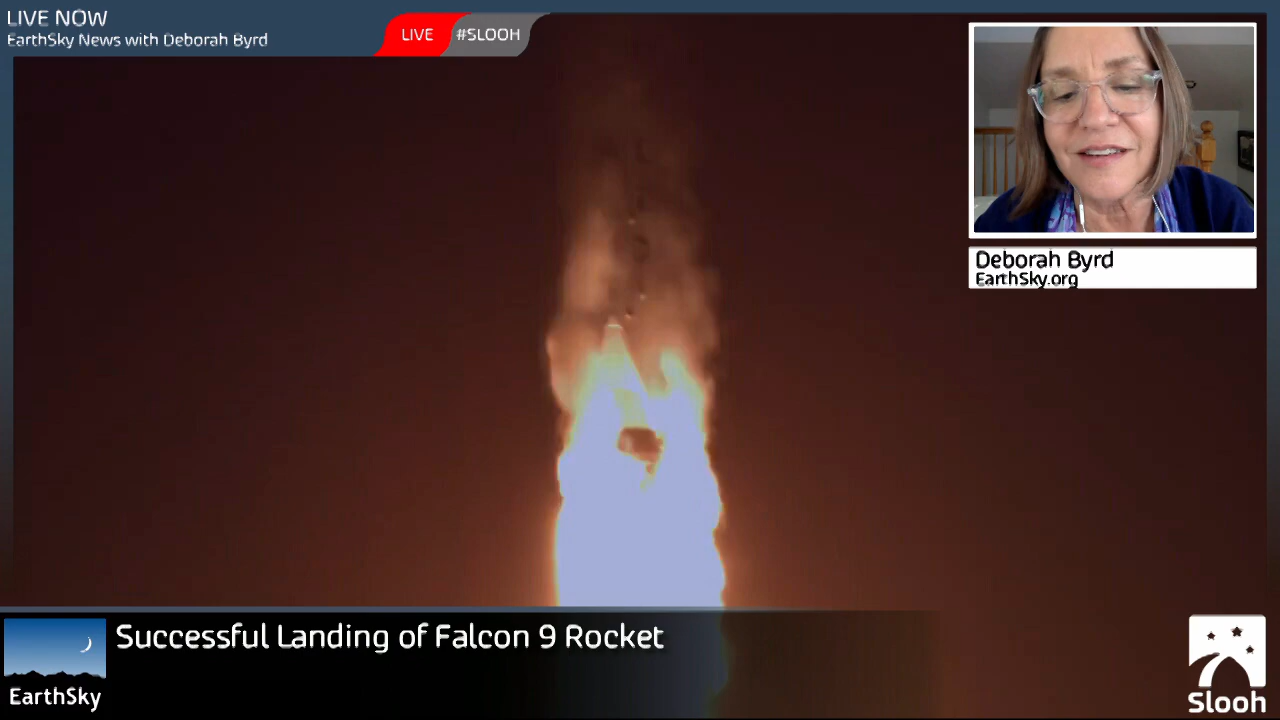 LIVE NOW
EarthSky News with Deborah Byrd
LIVE #SLOOH
Deborah Byrd
EarthSky.org
Successful Landing of Falcon 9 Rocket
EarthSky
Slooh